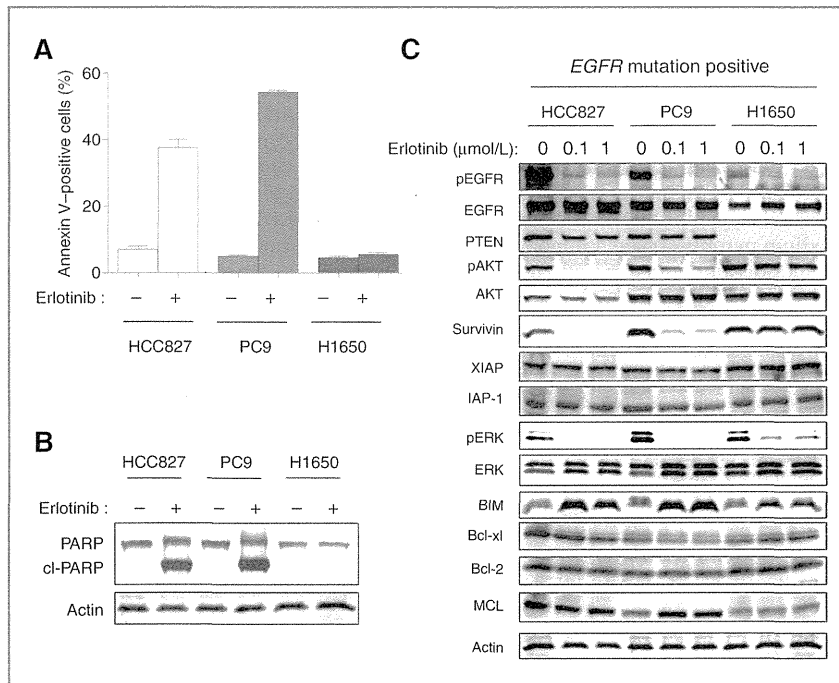 A
Annexin V–positive cells (%)
60
40
20
0
Erlotinib : – + – + – +
HCC827 PC9 H1650
B
HCC827 PC9 H1650
Erlotinib : – + – + – +
PARP
cl-PARP
Actin
C
EGFR mutation positive
HCC827 PC9 H1650
Erlotinib (μmol/L): 0 0.1 1 0 0.1 1 0 0.1 1
pEGFR
EGFR
PTEN
pAKT
AKT
Survivin
XIAP
IAP-1
pERK
ERK
BIM
Bcl-xl
Bcl-2
MCL
Actin